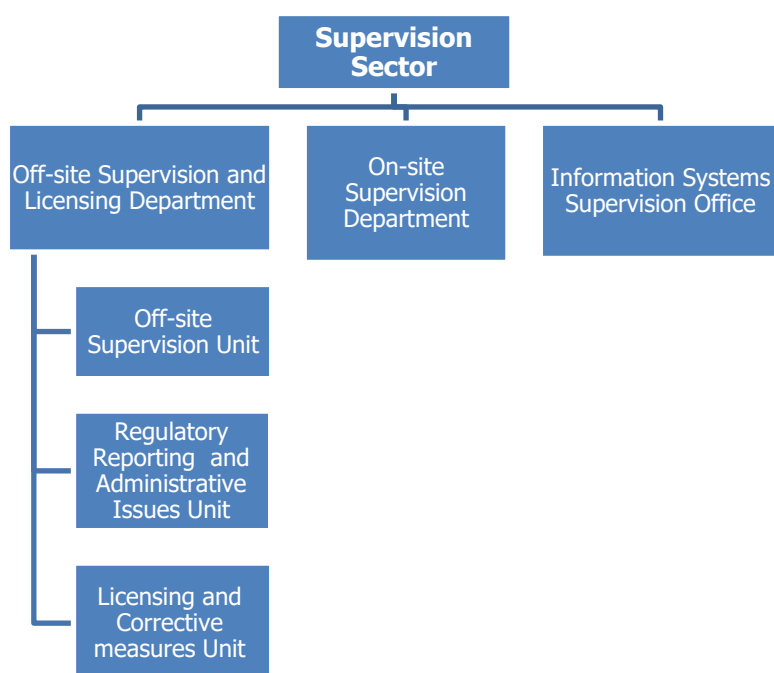 Supervision
Sector
Off-site Supervision and
Licensing Department
On-site
Supervision
Department
Information Systems
Supervision Office
Off-site
Supervision Unit
Regulatory
Reporting and
Administrative
Issues Unit
Licensing and
Corrective
measures Unit